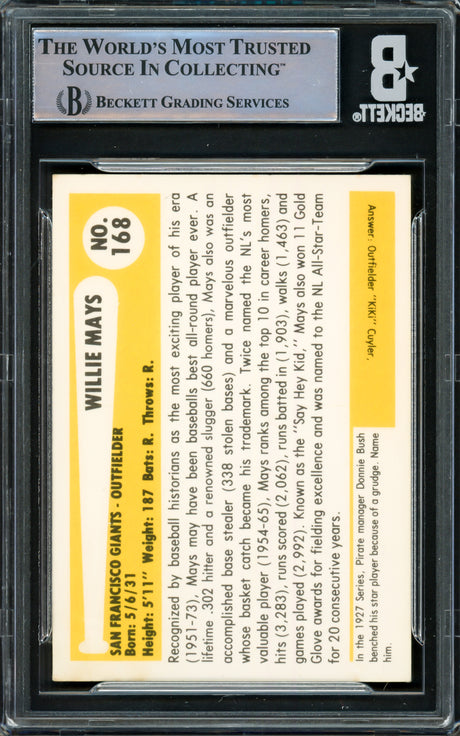 THE WORLD'S MOST TRUSTED
SOURCE IN COLLECTING™
B BECKETT GRADING SERVICES
B
BECKETT®
NO.
168
WILLIE MAYS
SAN FRANCISCO GIANTS - OUTFIELDER
Born: 5/6/31
Height: 5'11" Weight: 187 Bats: R. Throws: R.
Recognized by baseball historians as the most exciting player of his era
(1951-73), Mays may have been baseballs best all-round player ever. A
lifetime .302 hitter and a renowned slugger (660 homers), Mays also was an
accomplished base stealer (338 stolen bases) and a marvelous outfielder
whose basket catch became his trademark. Twice named the NL's most
valuable player (1954-65), Mays ranks among the top 10 in career homers,
hits (3,283), runs scored (2,062), runs batted in (1,903), walks (1,463) and
games played (2,992). Known as the "Say Hey Kid," Mays also won 11 Gold
Glove awards for fielding excellence and was named to the NL All-Star-Team
for 20 consecutive years.
In the 1927 Series, Pirate manager Donnie Bush
benched his star player because of a grudge. Name
him.
Answer: Outfielder "KiKi" Cuyler.